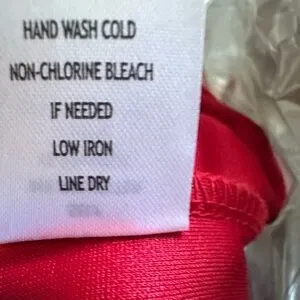 HAND WASH COLD
NON-CHLORINE BLEACH
IF NEEDED
LOW IRON
LINE DRY